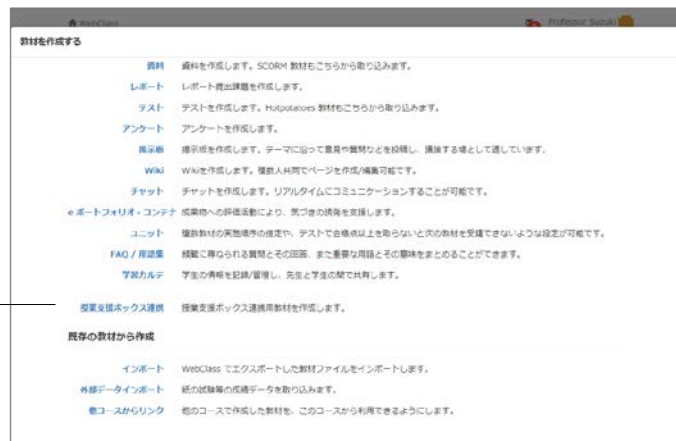 WebClass Professor Suzuki
教材を作成する
資料 資料を作成します。SCORM 教材もこちらから取り込みます。
レポート レポート提出課題を作成します。
テスト テストを作成します。Hotpotatoes 教材もこちらから取り込みます。
アンケート アンケートを作成します。
掲示板 掲示板を作成します。テーマに沿って意見や質問などを投稿し、議論する場として適しています。
Wiki Wikiを作成します。複数人共同でページを作成/編集可能です。
チャット チャットを作成します。リアルタイムにコミュニケーションすることが可能です。
e ポートフォリオ・コンテナ 成果物への評価活動により、気づきの誘発を支援します。
ユニット 複数教材の実施順序の指定や、テストで合格点以上を取らないと次の教材を受講できないような設定が可能です。
FAQ / 用語集 頻繁に尋ねられる質問とその回答、また重要な用語とその意味をまとめることができます。
学習カルテ 学生の情報を記録/管理し、先生と学生の間で共有します。
授業支援ボックス連携 授業支援ボックス連携用教材を作成します。
既存の教材から作成
インポート WebClass でエクスポートした教材ファイルをインポートします。
外部データインポート 紙の試験等の成績データを取り込みます。
他コースからリンク 他のコースで作成した教材を、このコースから利用できるようにします。